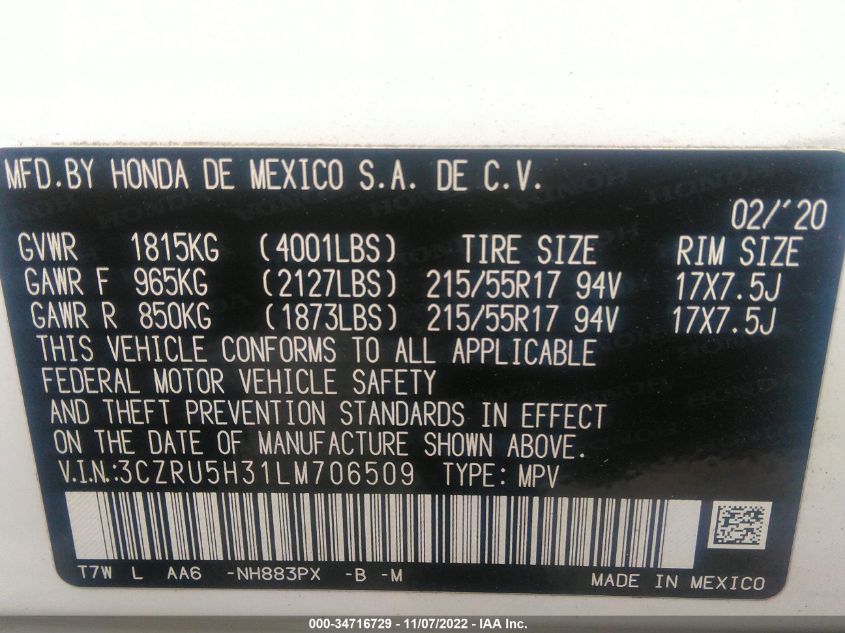 MFD.BY HONDA DE MEXICO S.A. DE C.V.
02/'20
GVWR 1815KG (4001LBS) TIRE SIZE RIM SIZE
GAWR F 965KG (2127LBS) 215/55R17 94V 17X7.5J
GAWR R 850KG (1873LBS) 215/55R17 94V 17X7.5J
THIS VEHICLE CONFORMS TO ALL APPLICABLE
FEDERAL MOTOR VEHICLE SAFETY
AND THEFT PREVENTION STANDARDS IN EFFECT
ON THE DATE OF MANUFACTURE SHOWN ABOVE.
V.I.N.:3CZRU5H31LM706509 TYPE: MPV
T7W L AA6 -NH883PX -B -M
MADE IN MEXICO
000-34716729 - 11/07/2022 - IAA Inc.